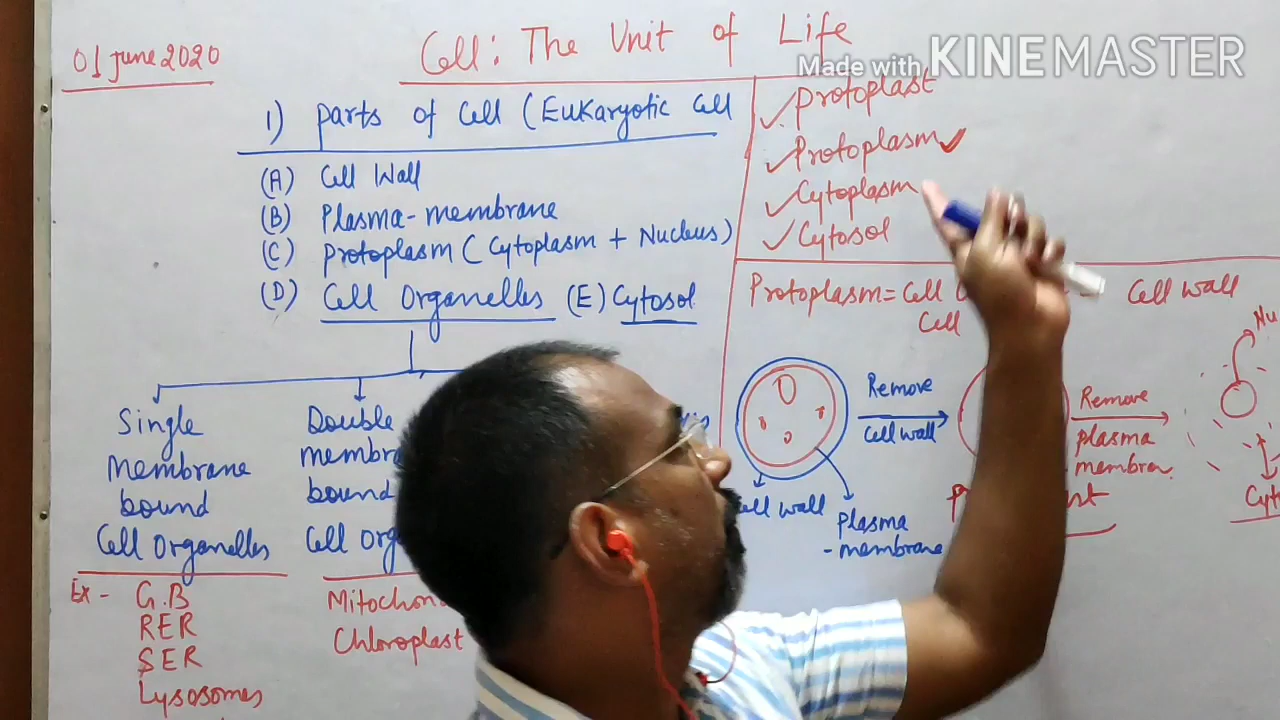 01 June 2020
Cell: The Unit of Life
Made with KINEMASTER
1) Parts of Cell (Eukaryotic Cell
(A) Cell Wall
(B) Plasma-membrane
(C) Protoplasm (Cytoplasm + Nucleus)
(D) Cell Organelles (E) Cytosol
Single
Membrane
bound
Cell Organelles
Ex - G.B
RER
SER
Lysosomes
Double
membra
bound
Cell Org
Mitochon
Chloroplast
Protoplast
Protoplasm
Cytoplasm
Cytosol
Protoplasm = Cell
Cell
Cell wall
Remove
Cell wall
Cell wall
Plasma
-membrane
Remove
plasma
membran
Nu
Cyt